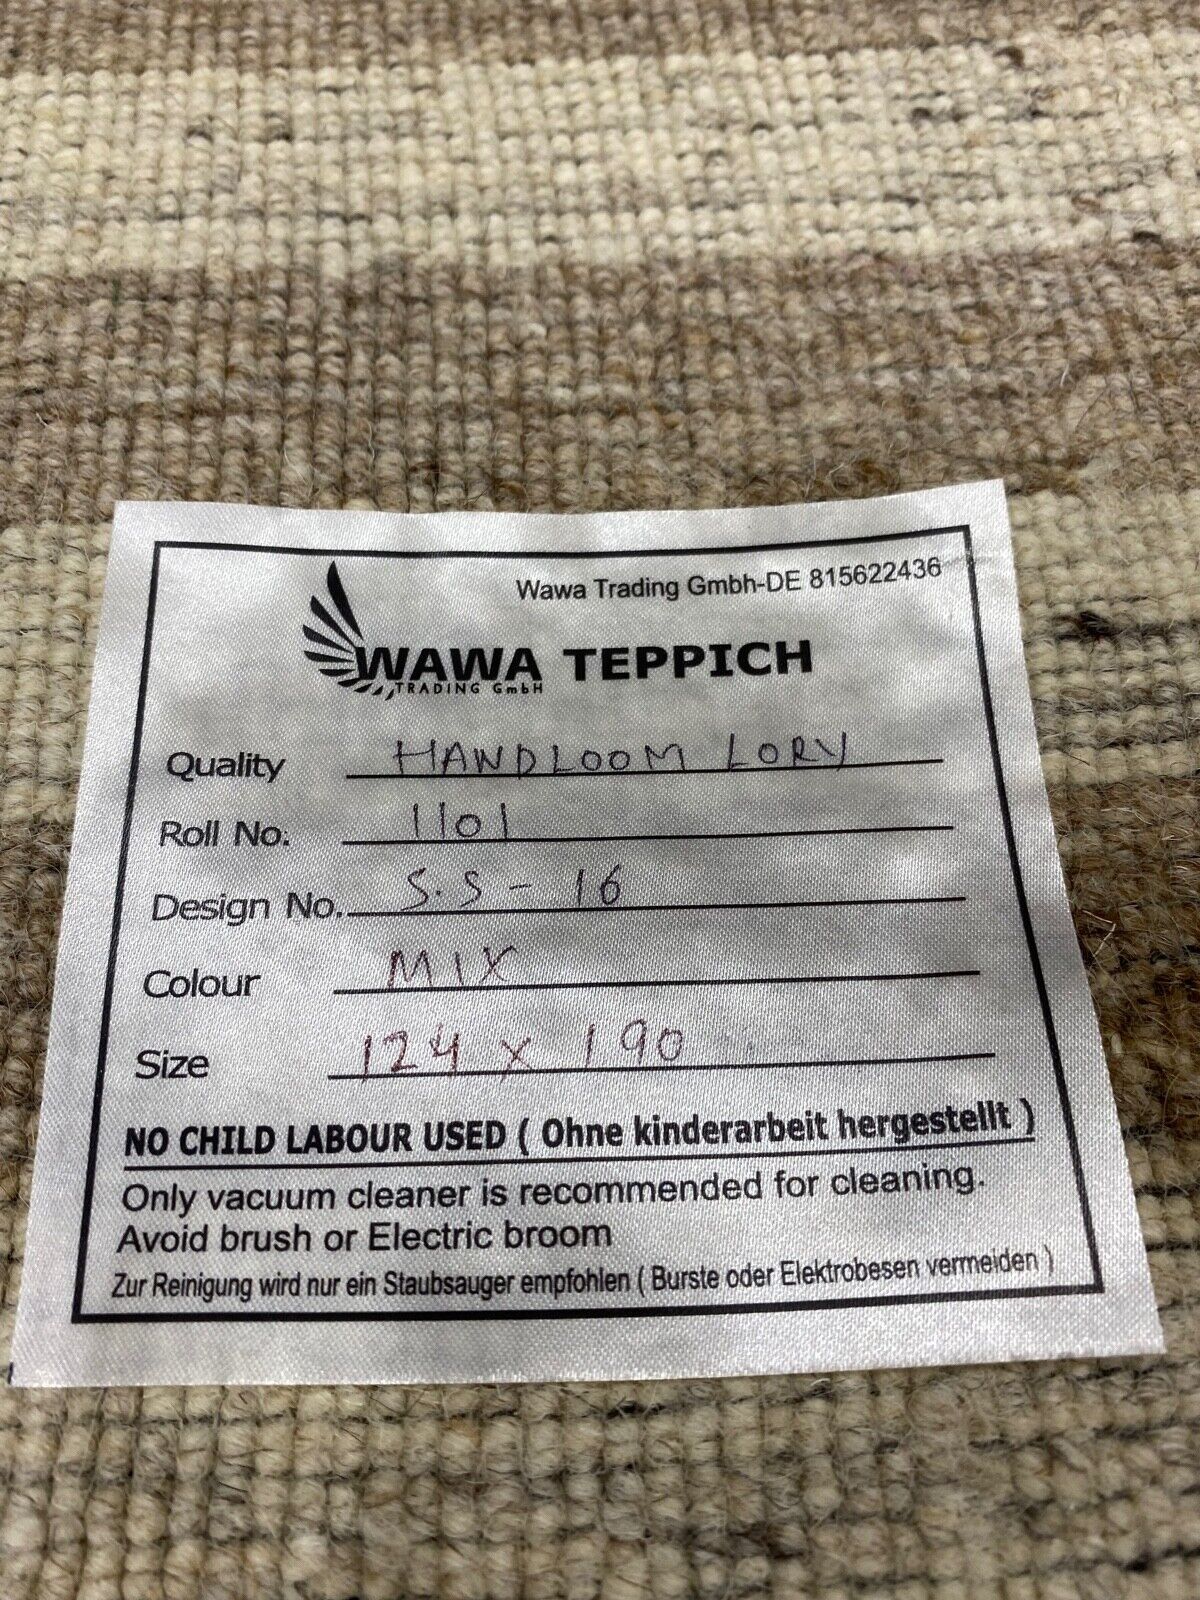 Wawa Trading Gmbh-DE 815622436
WAWA TEPPICH
TRADING GmbH
Quality HANDLOOM LORY
Roll No. 1101
Design No. S.S - 16
Colour MIX
Size 124 x 190
NO CHILD LABOUR USED ( Ohne kinderarbeit hergestellt )
Only vacuum cleaner is recommended for cleaning.
Avoid brush or Electric broom
Zur Reinigung wird nur ein Staubsauger empfohlen ( Burste oder Elektrobesen vermeiden )